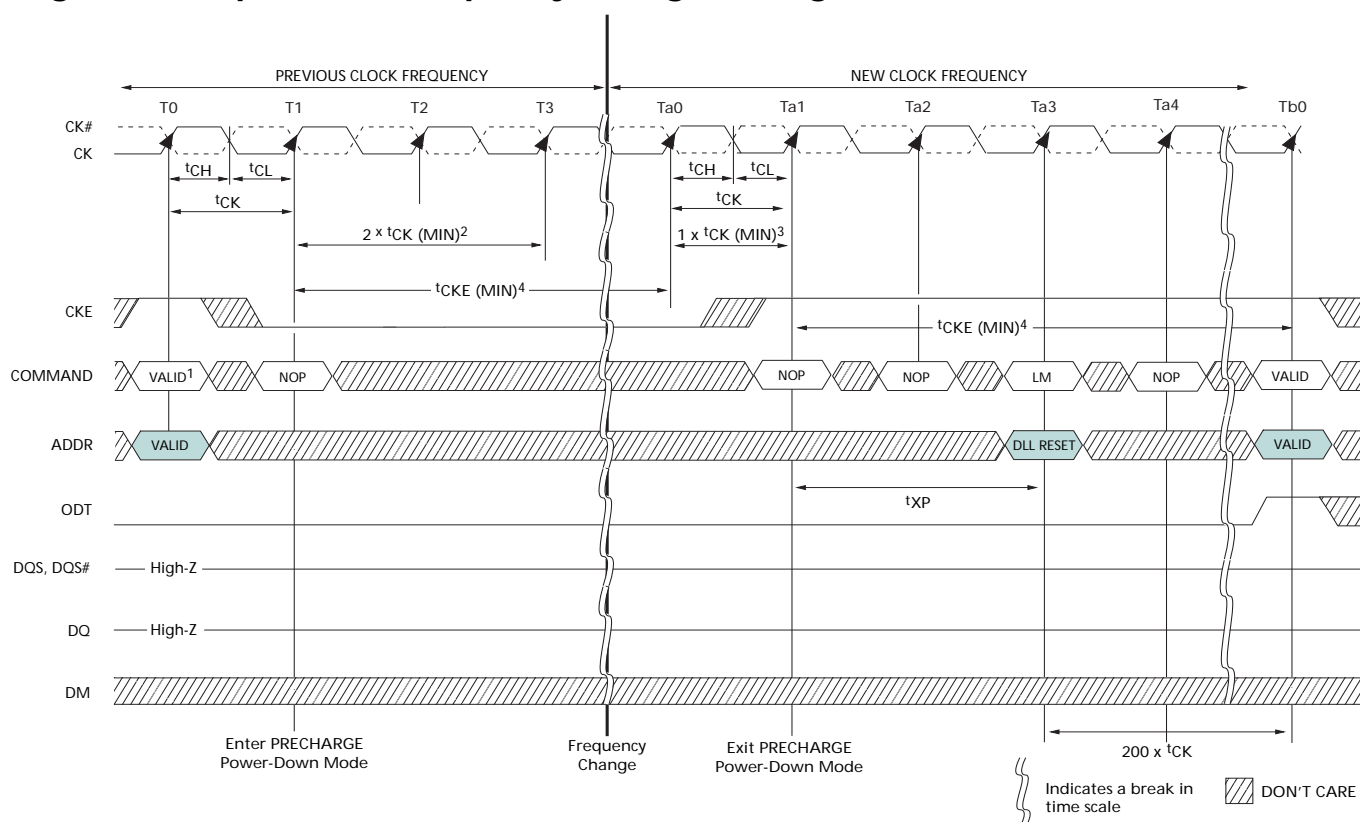 PREVIOUS CLOCK FREQUENCY
NEW CLOCK FREQUENCY
T0 T1 T2 T3 Ta0 Ta1 Ta2 Ta3 Ta4 Tb0
CK#
CK
tCH tCL tCH tCL
tCK tCK
2 x tCK (MIN)2 1 x tCK (MIN)3
tCKE (MIN)4
CKE
tCKE (MIN)4
COMMAND VALID1 NOP NOP NOP LM NOP VALID
ADDR VALID DLL RESET VALID
tXP
ODT
DQS, DQS# High-Z
DQ High-Z
DM
Enter PRECHARGE
Power-Down Mode
Frequency
Change
Exit PRECHARGE
Power-Down Mode
200 x tCK
Indicates a break in
time scale
DON'T CARE